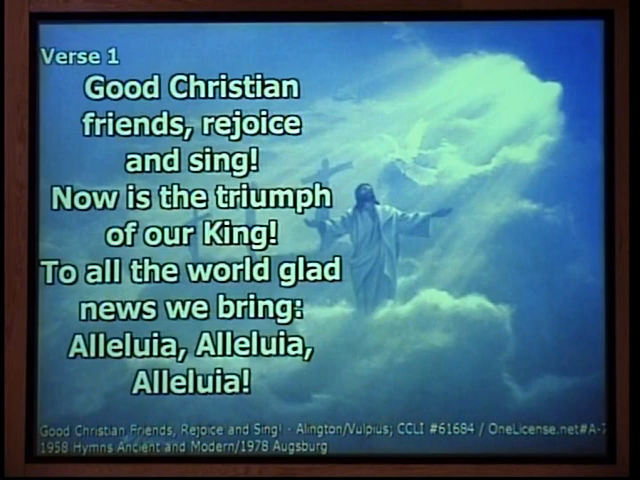 Verse 1
Good Christian
friends, rejoice
and sing!
Now is the triumph
of our King!
To all the world glad
news we bring:
Alleluia, Alleluia,
Alleluia!
Good Christian Friends, Rejoice and Sing! - Alington/Vulpius; CCLI #61684 / OneLicense.net#A-7
1958 Hymns Ancient and Modern/1978 Augsburg